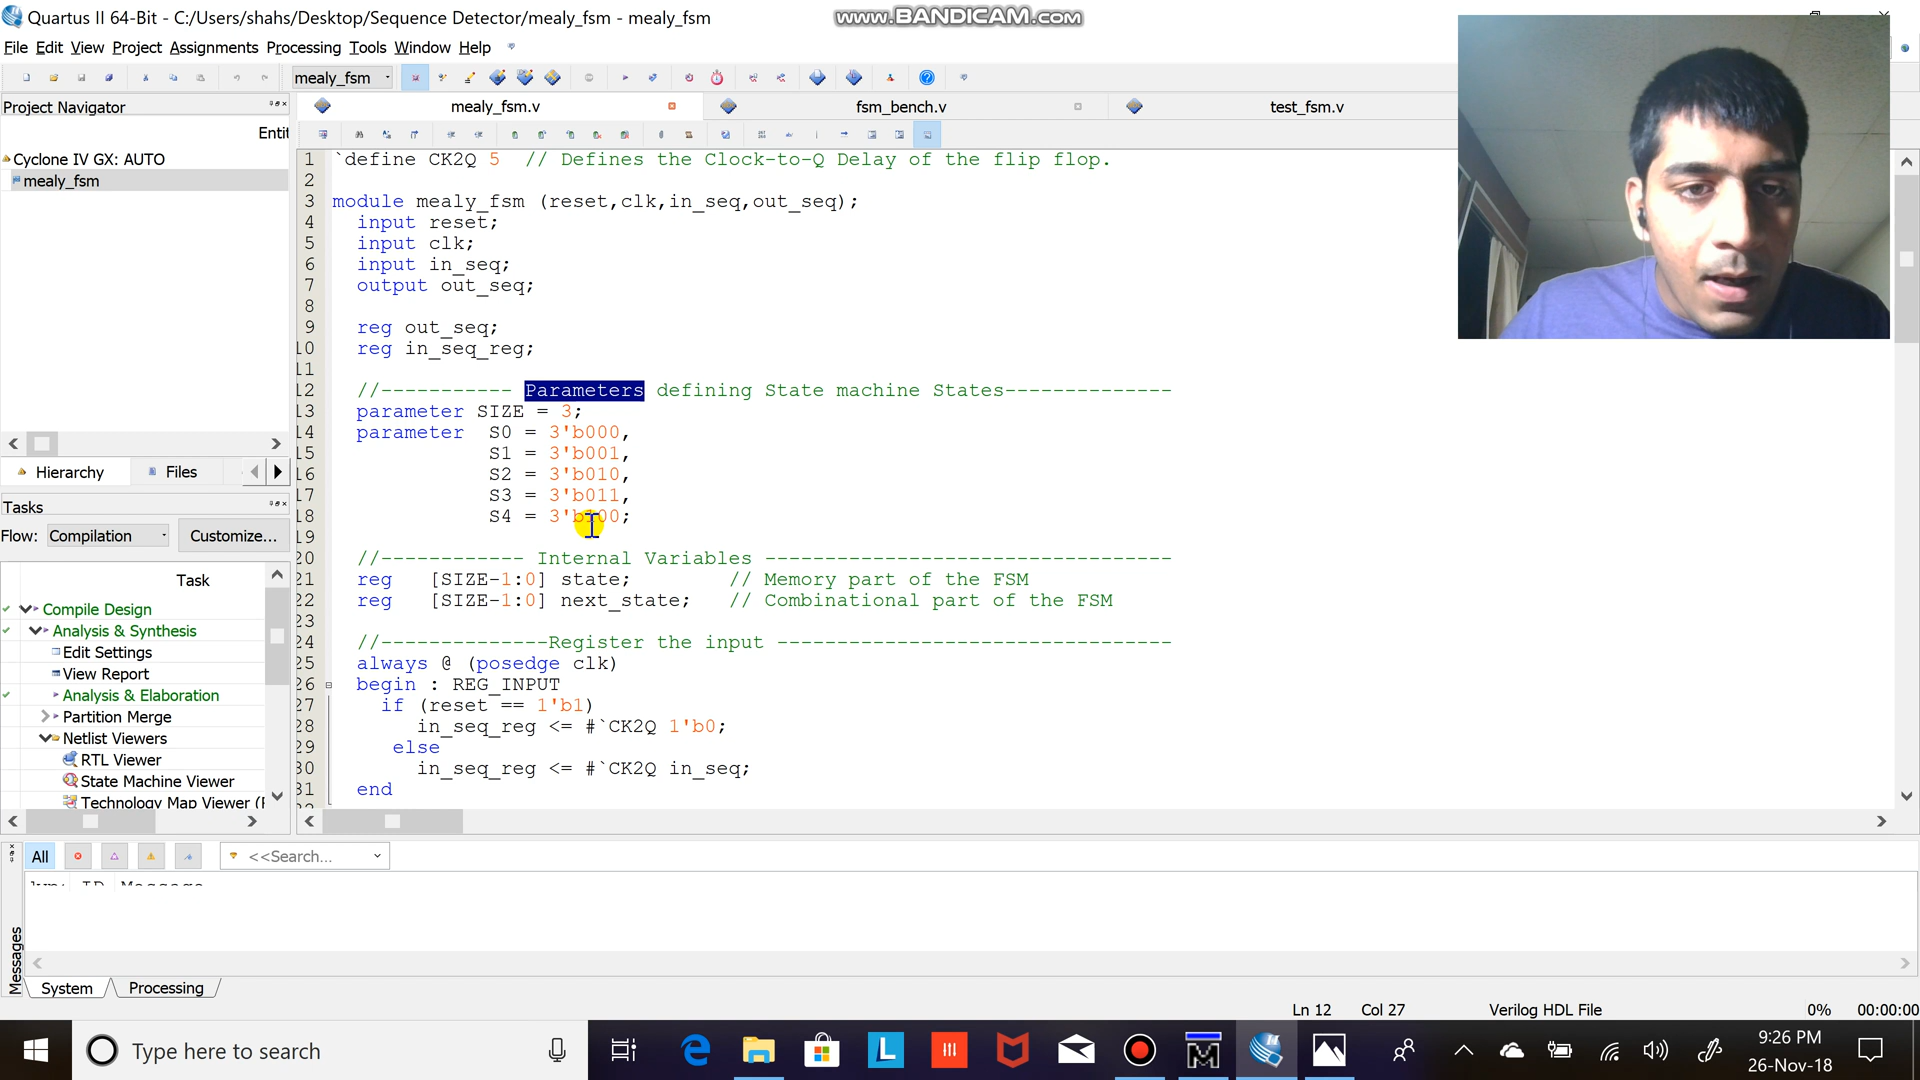 Quartus II 64-Bit - C:/Users/shahs/Desktop/Sequence Detector/mealy_fsm - mealy_fsm
www.BANDICAM.com
File Edit View Project Assignments Processing Tools Window Help
mealy_fsm
Project Navigator
mealy_fsm.v
fsm_bench.v
test_fsm.v
Entit
Cyclone IV GX: AUTO
mealy_fsm
Hierarchy
Files
Tasks
Flow:
Compilation
Customize...
Task
Compile Design
Analysis & Synthesis
Edit Settings
View Report
Analysis & Elaboration
Partition Merge
Netlist Viewers
RTL Viewer
State Machine Viewer
Technology Map Viewer (F
1 `define CK2Q 5 // Defines the Clock-to-Q Delay of the flip flop.
2
3 module mealy_fsm (reset,clk,in_seq,out_seq);
4 input reset;
5 input clk;
6 input in_seq;
7 output out_seq;
8
9 reg out_seq;
10 reg in_seq_reg;
11
12 //----------- Parameters defining State machine States--------------
13 parameter SIZE = 3;
14 parameter S0 = 3'b000,
15 S1 = 3'b001,
16 S2 = 3'b010,
17 S3 = 3'b011,
18 S4 = 3'b100;
19
20 //------------ Internal Variables ----------------------------------
21 reg [SIZE-1:0] state; // Memory part of the FSM
22 reg [SIZE-1:0] next_state; // Combinational part of the FSM
23
24 //--------------Register the input ---------------------------------
25 always @ (posedge clk)
26 begin : REG_INPUT
27 if (reset == 1'b1)
28 in_seq_reg <= #`CK2Q 1'b0;
29 else
30 in_seq_reg <= #`CK2Q in_seq;
31 end
All
<<Search...
ID Message
Messages
System
Processing
Ln 12
Col 27
Verilog HDL File
0%
00:00:00
Type here to search
9:26 PM
26-Nov-18